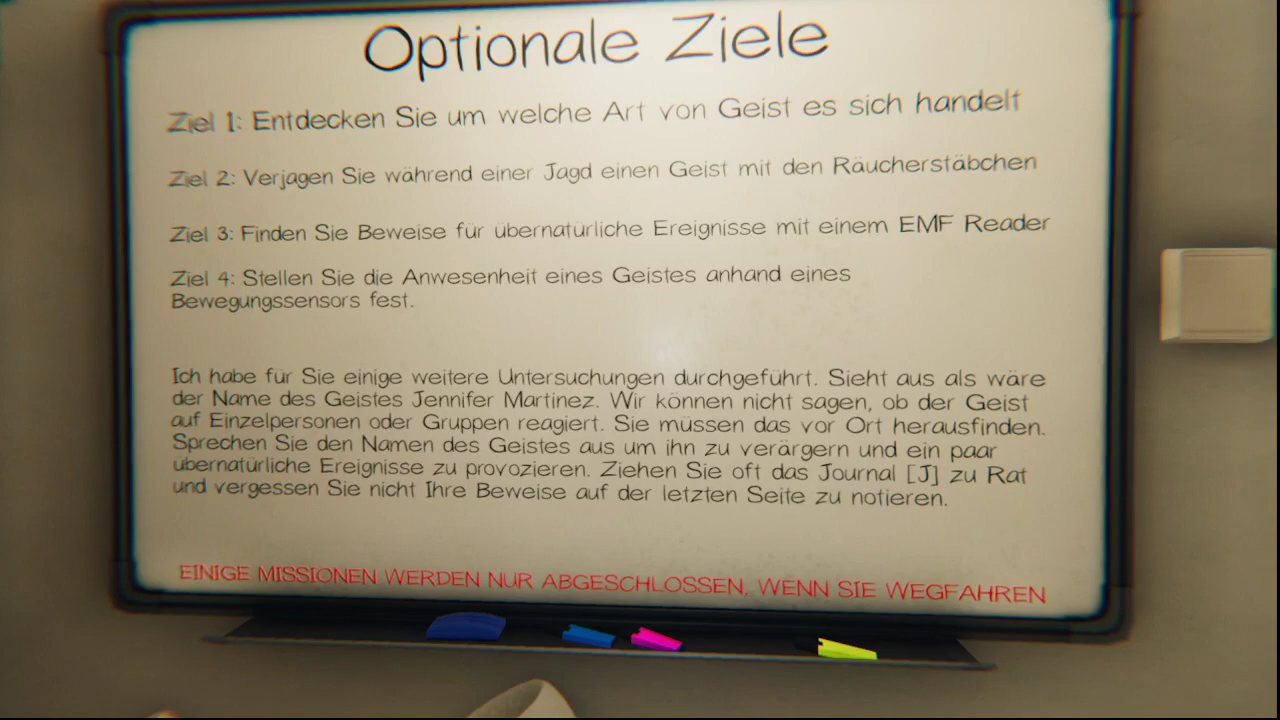 Optionale Ziele
Ziel 1: Entdecken Sie um welche Art von Geist es sich handelt
Ziel 2: Verjagen Sie während einer Jagd einen Geist mit den Räucherstäbchen
Ziel 3: Finden Sie Beweise für übernatürliche Ereignisse mit einem EMF Reader
Ziel 4: Stellen Sie die Anwesenheit eines Geistes anhand eines
Bewegungssensors fest.
Ich habe für Sie einige weitere Untersuchungen durchgeführt. Sieht aus als wäre
der Name des Geistes Jennifer Martinez. Wir können nicht sagen, ob der Geist
auf Einzelpersonen oder Gruppen reagiert. Sie müssen das vor Ort herausfinden.
Sprechen Sie den Namen des Geistes aus um ihn zu verärgern und ein paar
übernatürliche Ereignisse zu provozieren. Ziehen Sie oft das Journal [J] zu Rat
und vergessen Sie nicht Ihre Beweise auf der letzten Seite zu notieren.
EINIGE MISSIONEN WERDEN NUR ABGESCHLOSSEN, WENN SIE WEGFAHREN